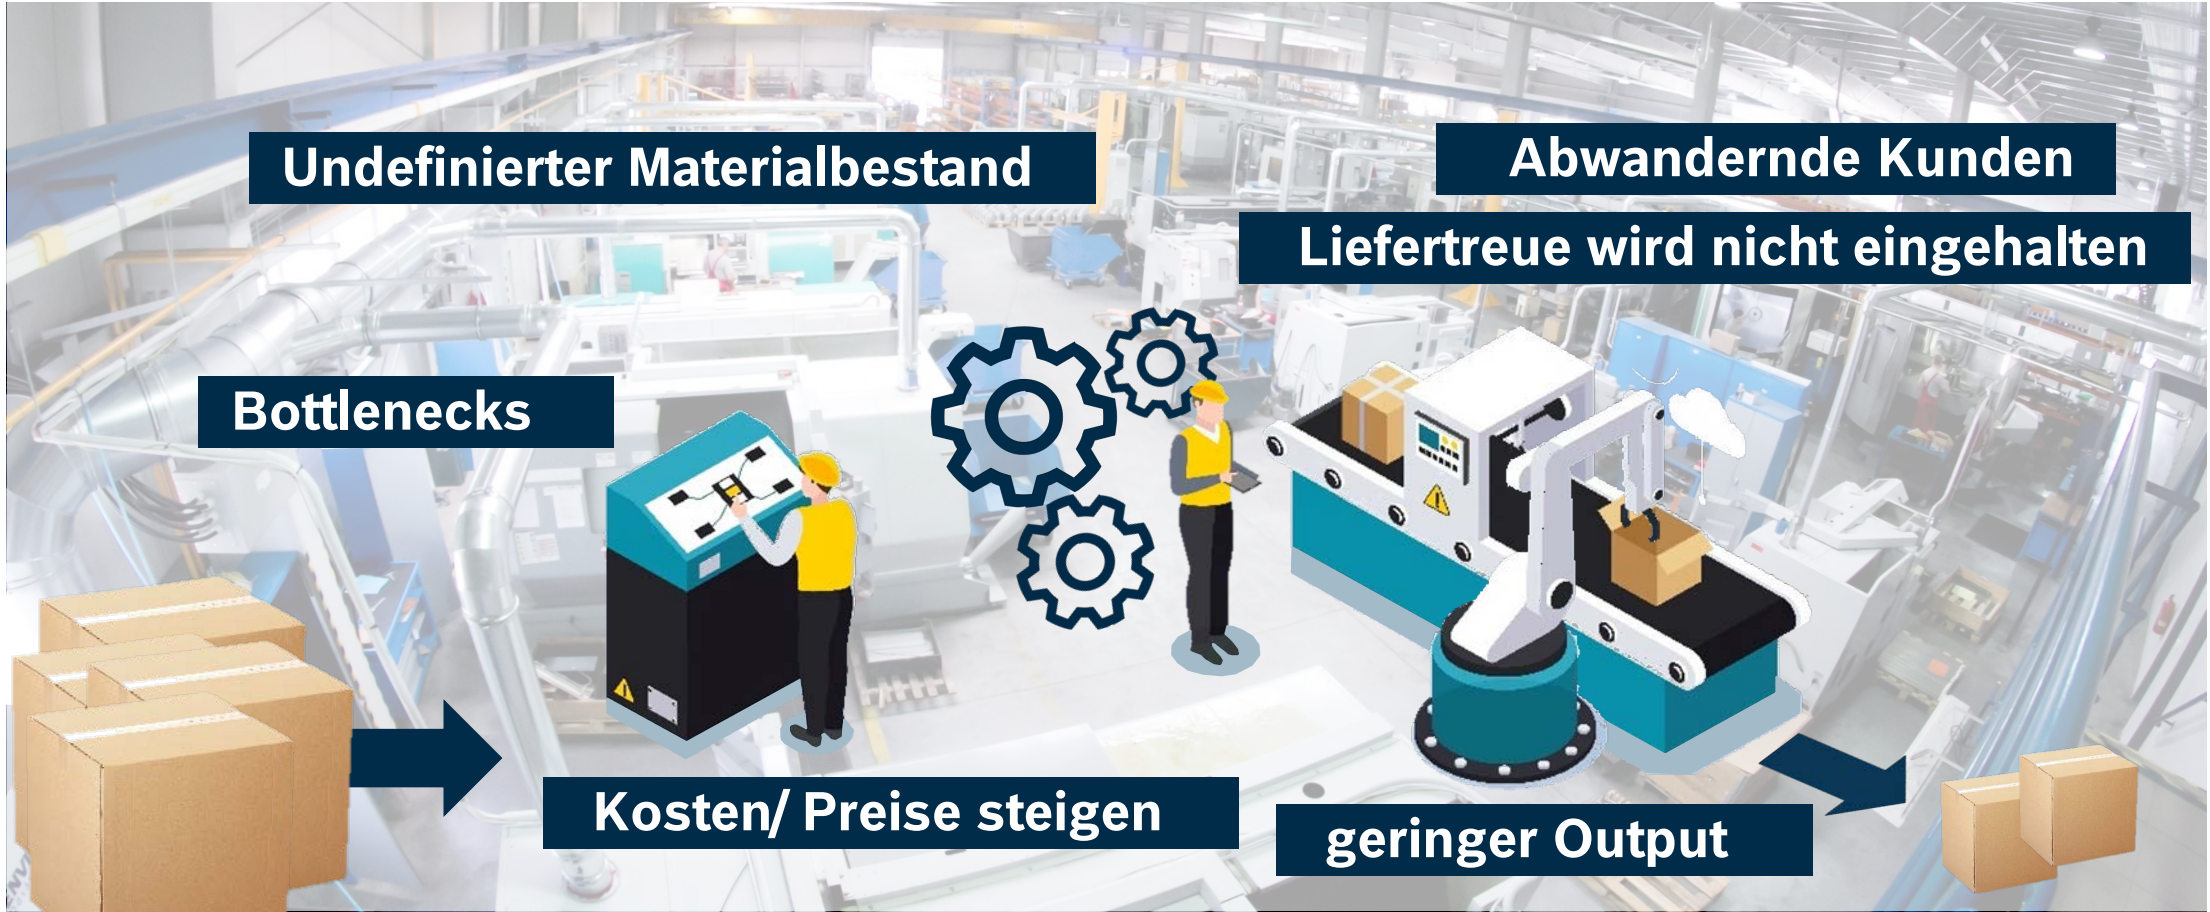 Undefinierter Materialbestand
Abwandernde Kunden
Liefertreue wird nicht eingehalten
Bottlenecks
Kosten/ Preise steigen
geringer Output